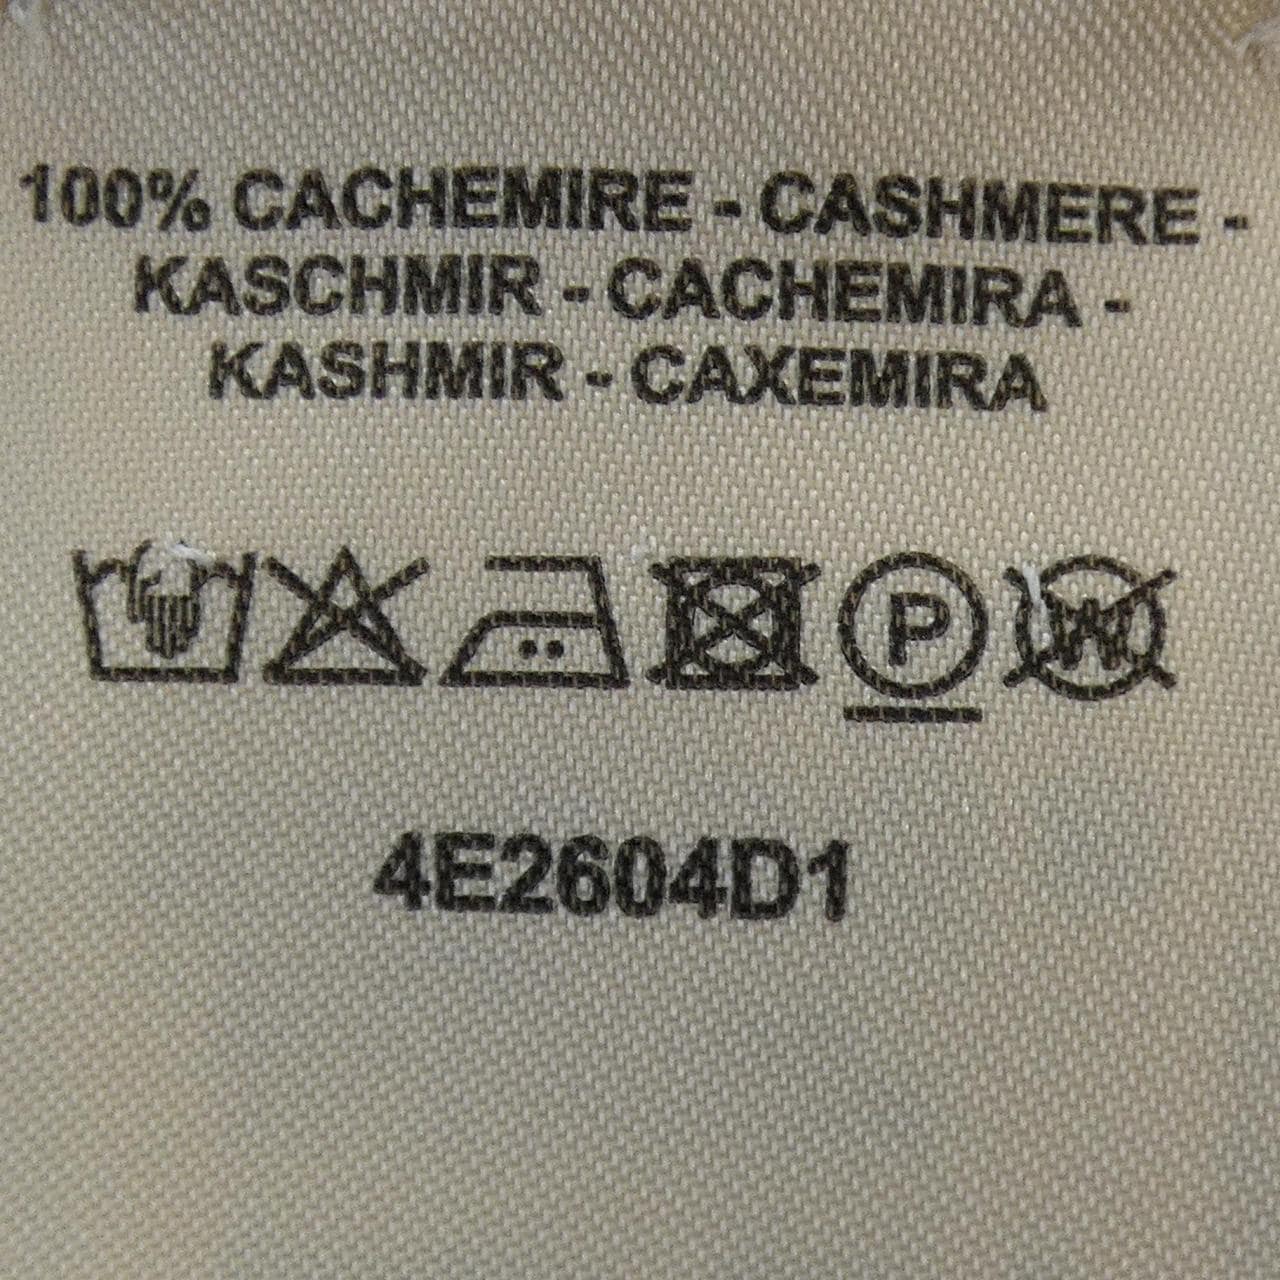 100% CACHEMIRE - CASHMERE -
KASCHMIR - CACHEMIRA -
KASHMIR - CAXEMIRA
P W
4E2604D1